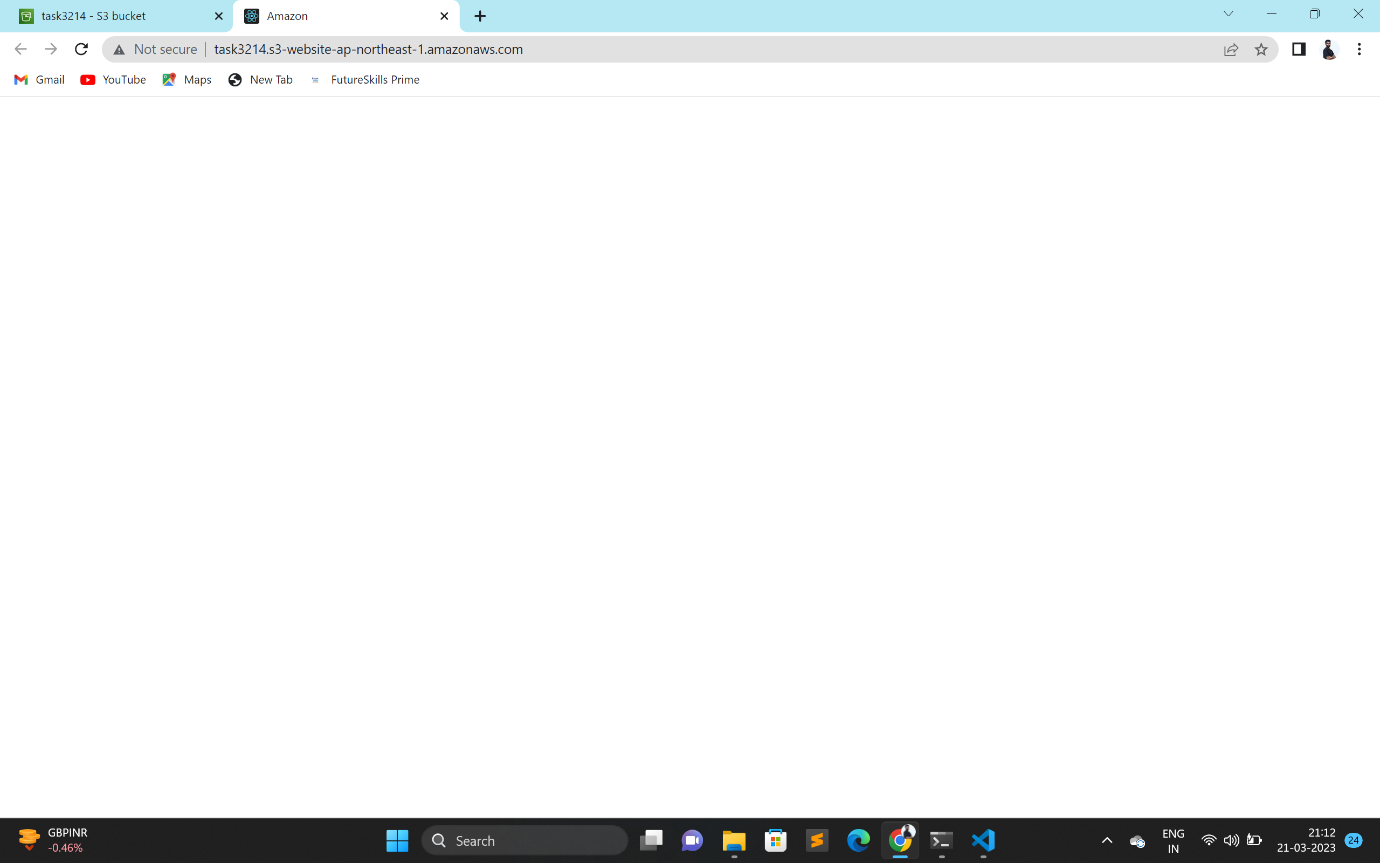 task3214 - S3 bucket
Amazon
Not secure
task3214.s3-website-ap-northeast-1.amazonaws.com
Gmail
YouTube
Maps
New Tab
FutureSkills Prime
GBPINR
-0.46%
Search
ENG
IN
21:12
21-03-2023
24